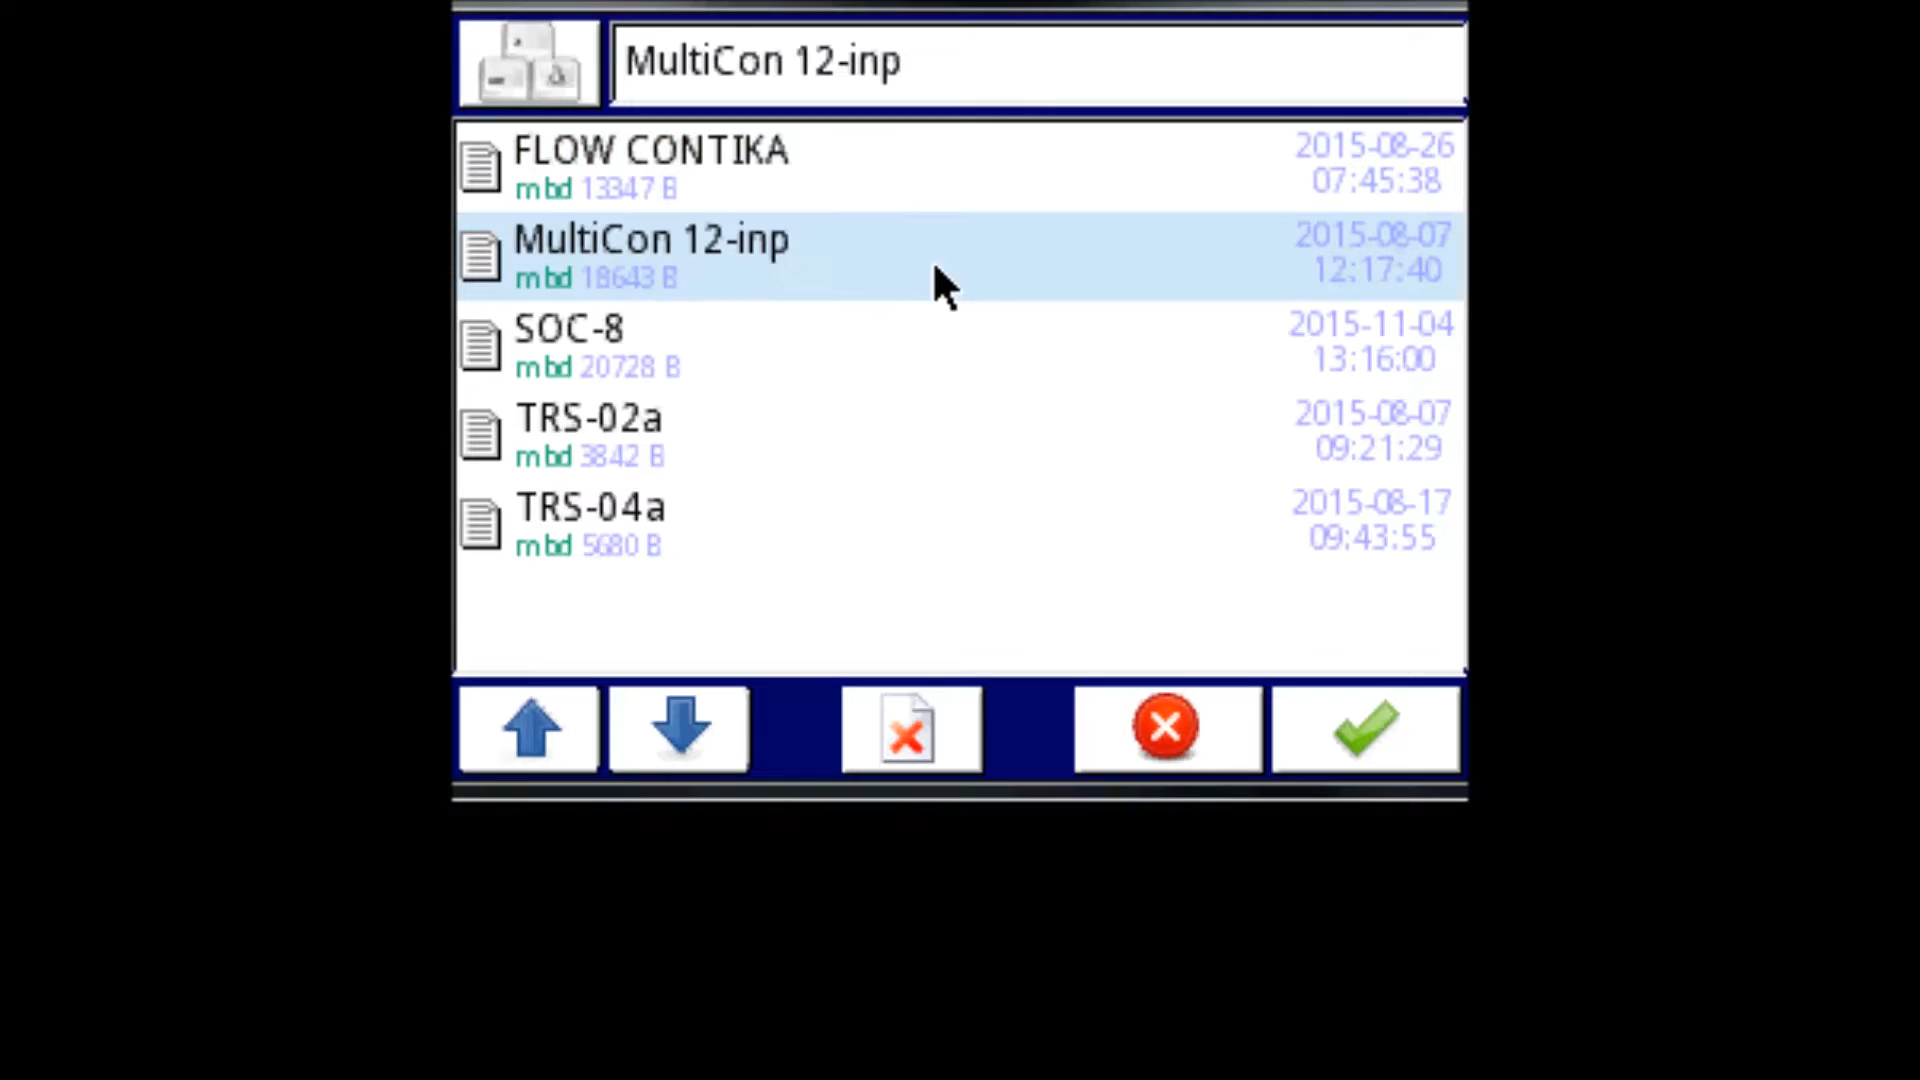 MultiCon 12-inp
FLOW CONTIKA
mbd 13347 B
2015-08-26
07:45:38
MultiCon 12-inp
mbd 18643 B
2015-08-07
12:17:40
SOC-8
mbd 20728 B
2015-11-04
13:16:00
TRS-02a
mbd 3842 B
2015-08-07
09:21:29
TRS-04a
mbd 5680 B
2015-08-17
09:43:55